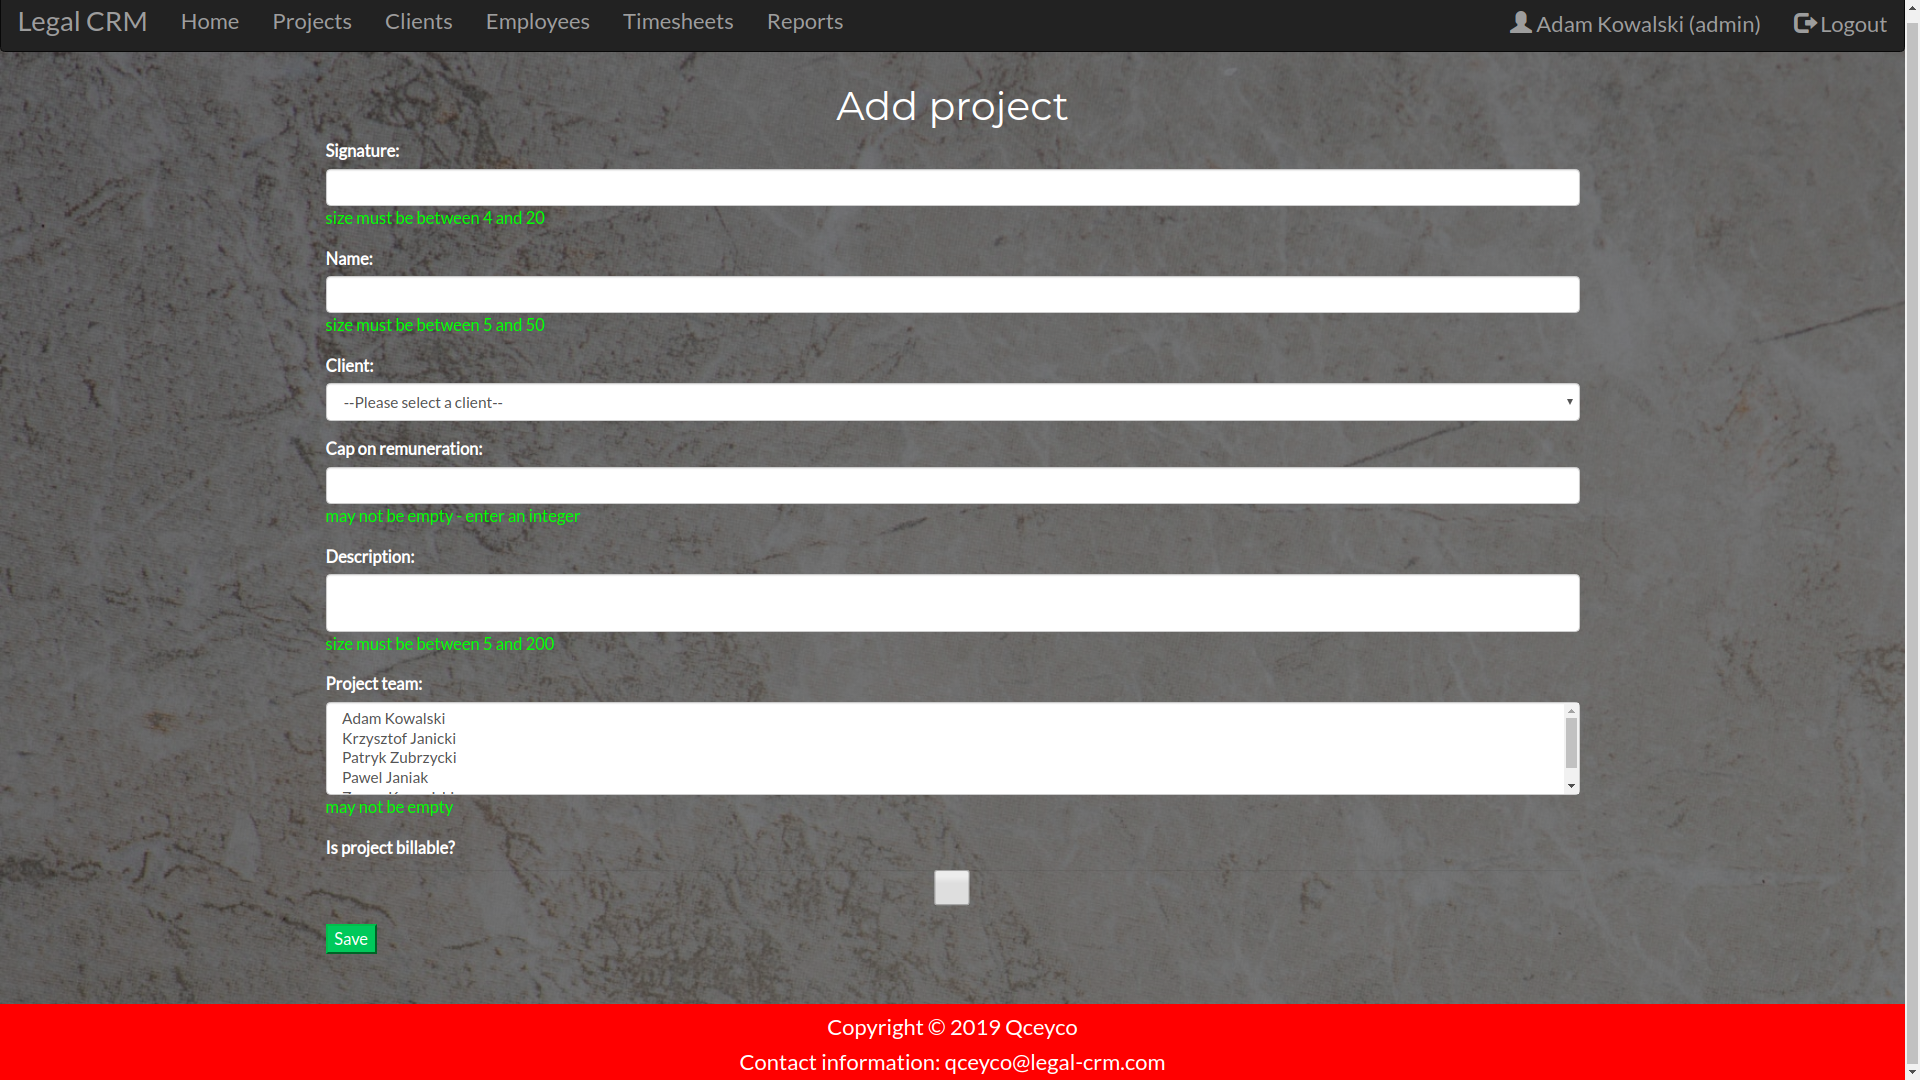 Legal CRM Home Projects Clients Employees Timesheets Reports Adam Kowalski (admin) Logout
Add project
Signature:
size must be between 4 and 20
Name:
size must be between 5 and 50
Client:
--Please select a client--
Cap on remuneration:
may not be empty - enter an integer
Description:
size must be between 5 and 200
Project team:
Adam Kowalski
Krzysztof Janicki
Patryk Zubrzycki
Pawel Janiak
may not be empty
Is project billable?
Save
Copyright © 2019 Qceyco
Contact information: qceyco@legal-crm.com